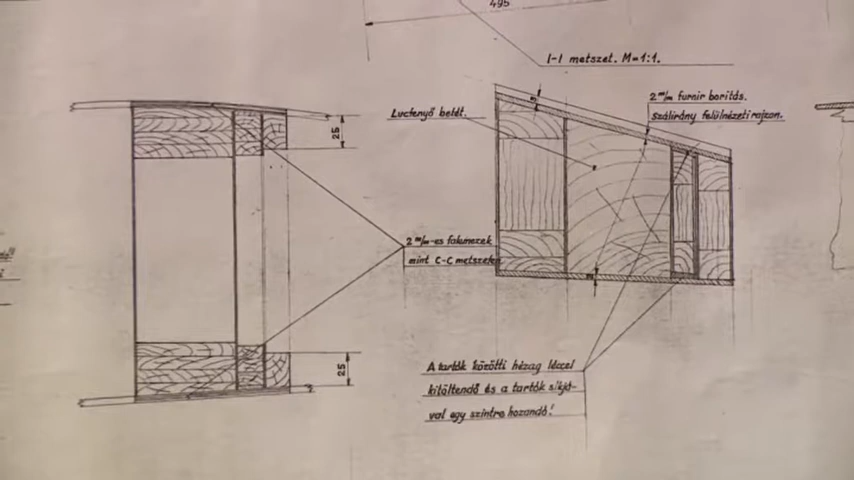 495
I-I metszet. M=1:1.
2 m/m furnir borítás.
Szálirány felülnézeti rajzon.
Lucfenyő betét.
25
2 m/m-es falemezek
mint C-C metszeten
25
A tartók közötti hézag léccel
kitöltendő és a tartók síkjá-
val egy szintre hozandó!